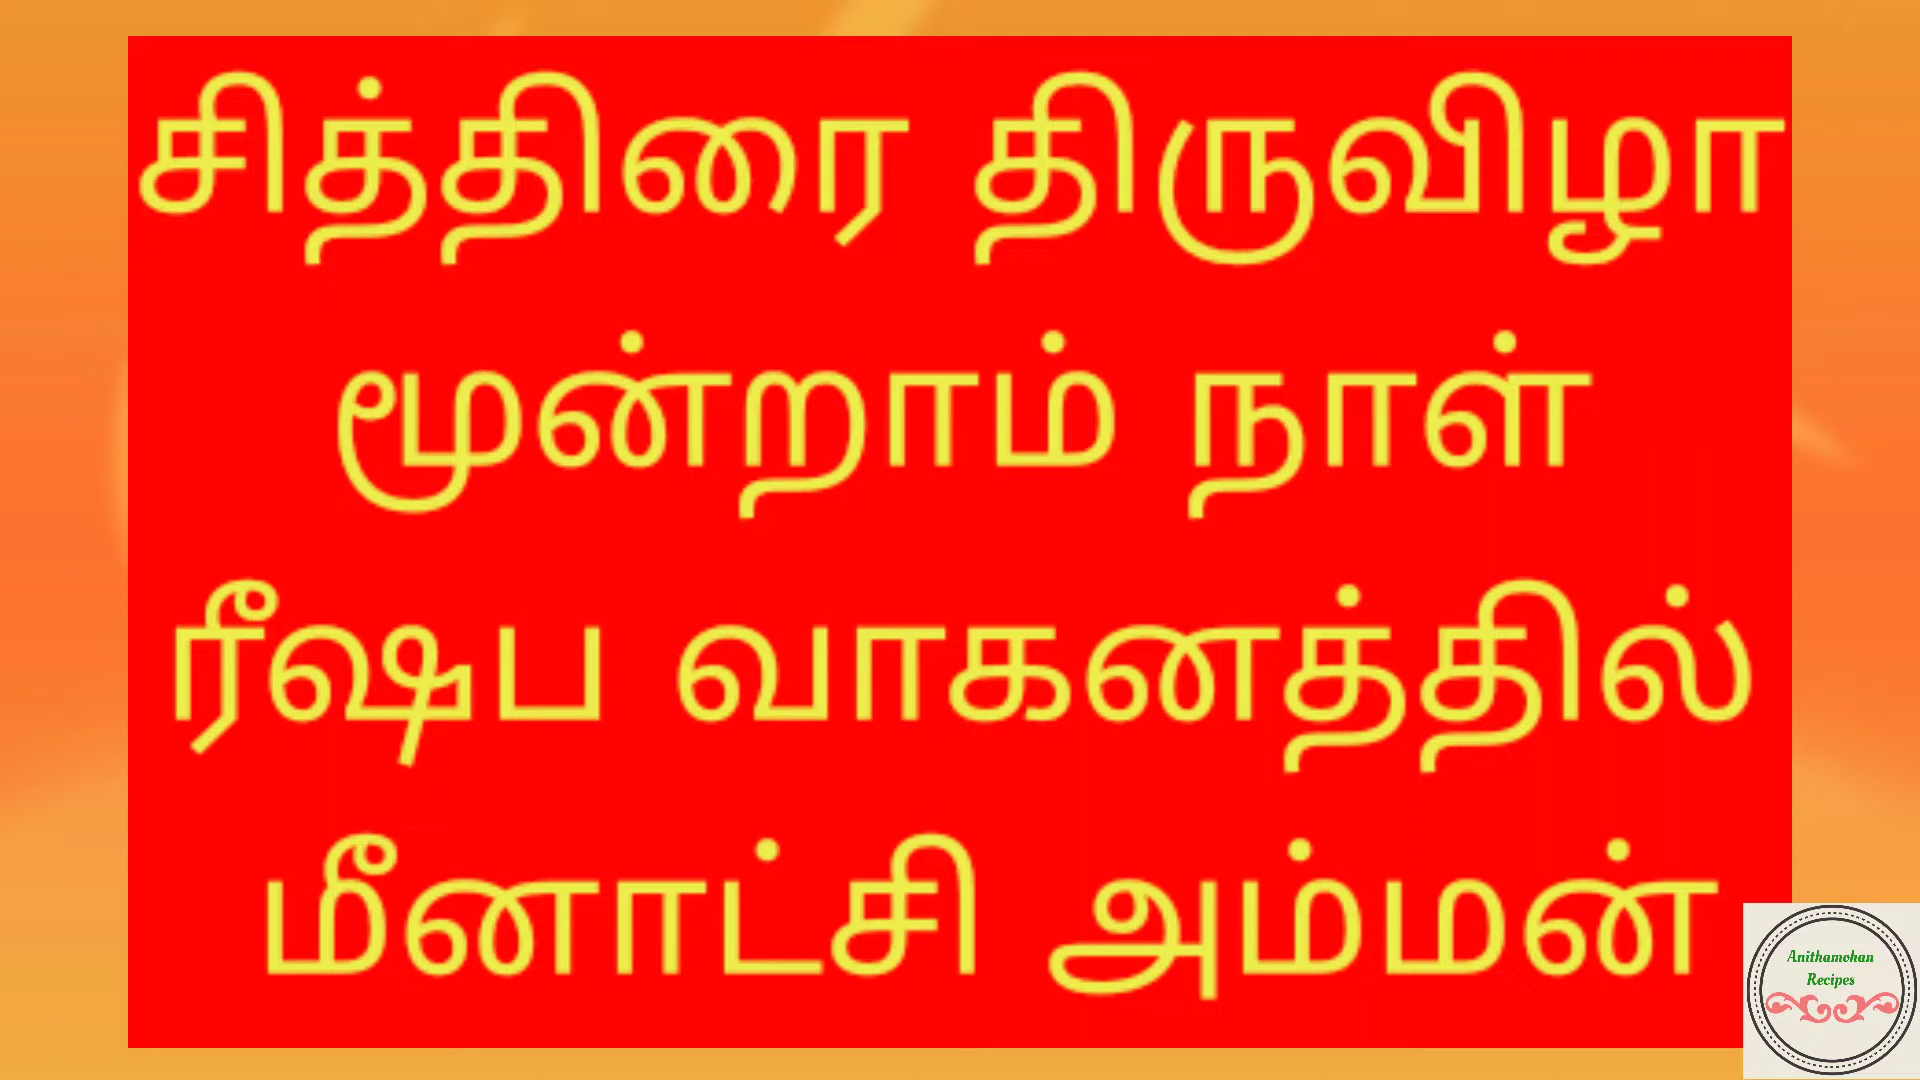 சித்திரை திருவிழா
மூன்றாம் நாள்
ரீஷப வாகனத்தில்
மீனாட்சி அம்மன்
Anithamohan
Recipes